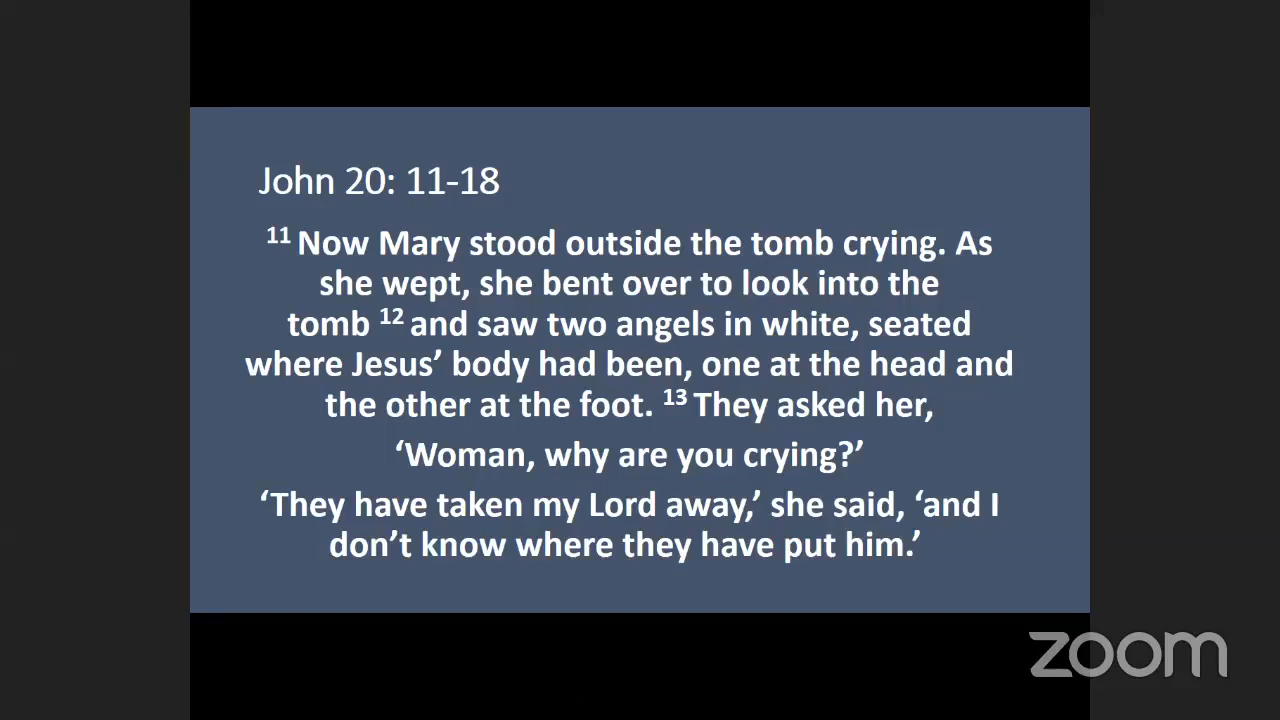 John 20: 11-18
11 Now Mary stood outside the tomb crying. As
she wept, she bent over to look into the
tomb 12 and saw two angels in white, seated
where Jesus’ body had been, one at the head and
the other at the foot. 13 They asked her,
‘Woman, why are you crying?’
‘They have taken my Lord away,’ she said, ‘and I
don’t know where they have put him.’
zoom